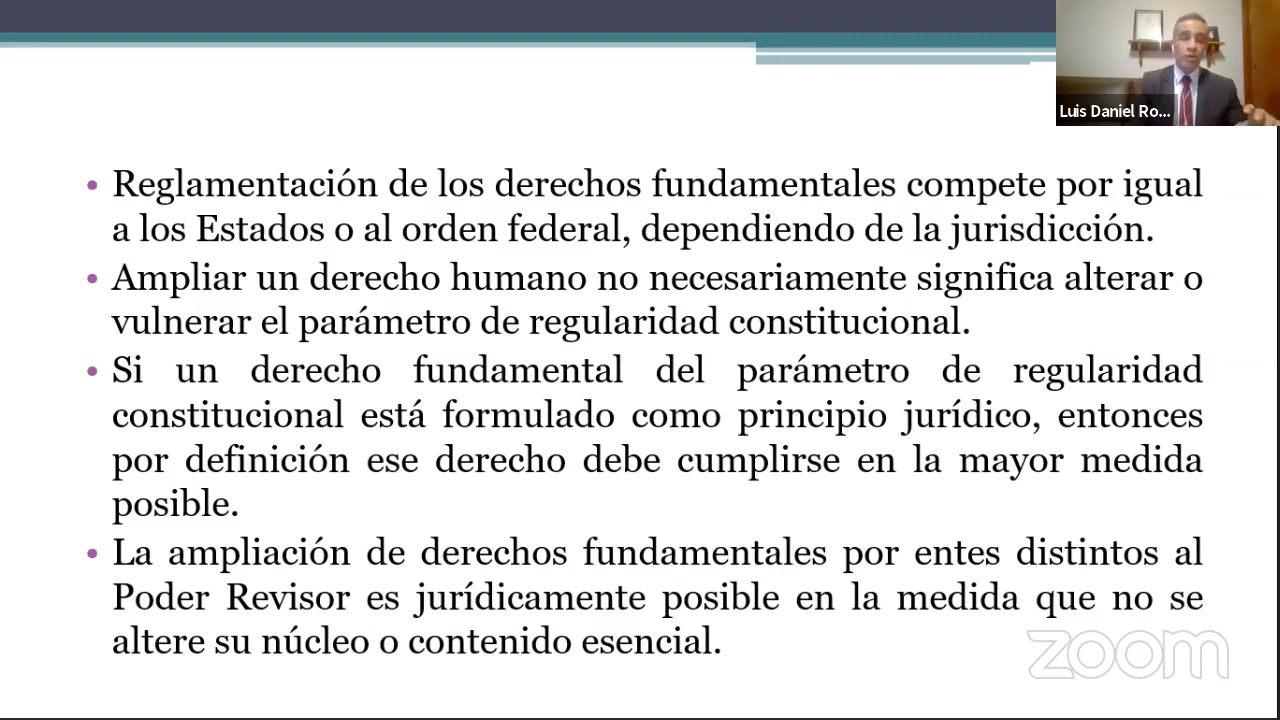 Luis Daniel Ro...
• Reglamentación de los derechos fundamentales compete por igual
a los Estados o al orden federal, dependiendo de la jurisdicción.
• Ampliar un derecho humano no necesariamente significa alterar o
vulnerar el parámetro de regularidad constitucional.
• Si un derecho fundamental del parámetro de regularidad
constitucional está formulado como principio jurídico, entonces
por definición ese derecho debe cumplirse en la mayor medida
posible.
• La ampliación de derechos fundamentales por entes distintos al
Poder Revisor es jurídicamente posible en la medida que no se
altere su núcleo o contenido esencial.
zoom